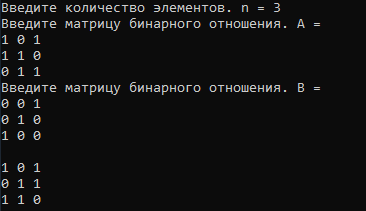 Введите количество элементов. n = 3
Введите матрицу бинарного отношения. A =
1 0 1
1 1 0
0 1 1
Введите матрицу бинарного отношения. B =
0 0 1
0 1 0
1 0 0

1 0 1
0 1 1
1 1 0